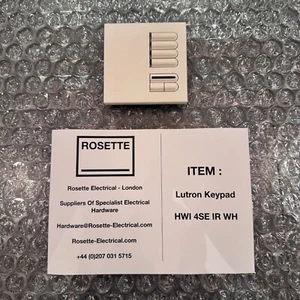 ROSETTE
Rosette Electrical - London
Suppliers Of Specialist Electrical
Hardware
Hardware@Rosette-Electrical.com
Rosette-Electrical.com
+44 (0)207 031 5715
ITEM :
Lutron Keypad
HWI 4SE IR WH